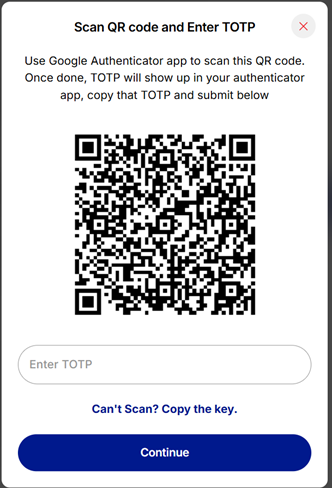 Scan QR code and Enter TOTP
Use Google Authenticator app to scan this QR code.
Once done, TOTP will show up in your authenticator
app, copy that TOTP and submit below
Enter TOTP
Can't Scan? Copy the key.
Continue